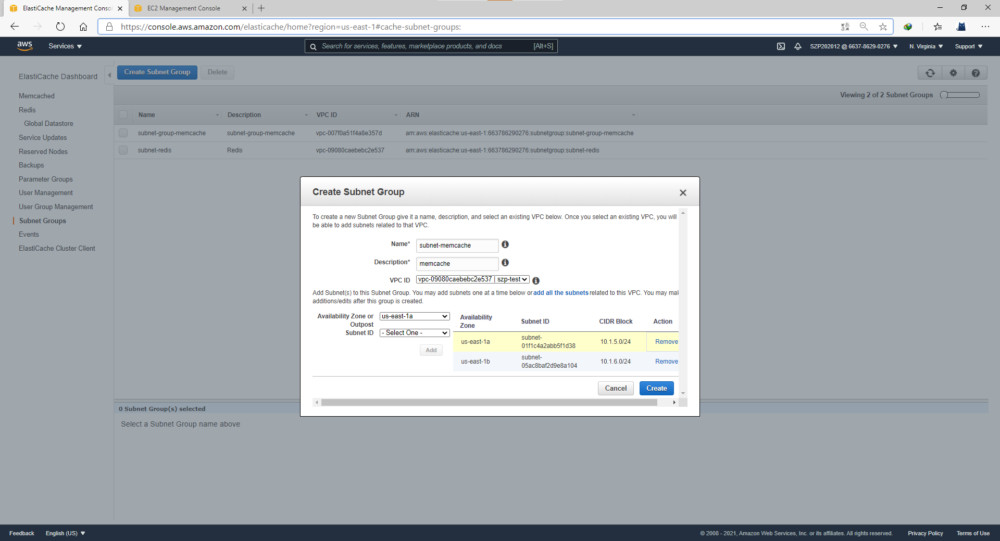 ElastiCache Management Conso
EC2 Management Console
https://console.aws.amazon.com/elasticache/home?region=us-east-1#cache-subnet-groups:
aws
Services
Search for services, features, marketplace products, and docs [Alt+S]
SZP202012 @ 6637-8629-0276
N. Virginia
Support
ElastiCache Dashboard
Memcached
Redis
Global Datastore
Service Updates
Reserved Nodes
Backups
Parameter Groups
User Management
User Group Management
Subnet Groups
Events
ElastiCache Cluster Client
Create Subnet Group
Delete
Viewing 2 of 2 Subnet Groups
Name Description VPC ID ARN
subnet-group-memcache subnet-group-memcache vpc-007f0a51f4a8e357d arn:aws:elasticache:us-east-1:663786290276:subnetgroup:subnet-group-memcache
subnet-redis Redis vpc-09080caebebc2e537 arn:aws:elasticache:us-east-1:663786290276:subnetgroup:subnet-redis
Create Subnet Group
To create a new Subnet Group give it a name, description, and select an existing VPC below. Once you select an existing VPC, you will
be able to add subnets related to that VPC.
Name* subnet-memcache
Description* memcache
VPC ID vpc-09080caebebc2e537 | szp-test
Add Subnet(s) to this Subnet Group. You may add subnets one at a time below or add all the subnets related to this VPC. You may mak
additions/edits after this group is created.
Availability Zone or
Outpost
us-east-1a
Subnet ID - Select One -
Add
Availability
Zone
Subnet ID CIDR Block Action
us-east-1a subnet-
01f1c4a2abb5f1d38 10.1.5.0/24 Remove
us-east-1b subnet-
05ac8baf2d9e8a104 10.1.6.0/24 Remove
Cancel
Create
0 Subnet Group(s) selected
Select a Subnet Group name above
Feedback
English (US)
© 2008 - 2021, Amazon Web Services, Inc. or its affiliates. All rights reserved.
Privacy Policy
Terms of Use